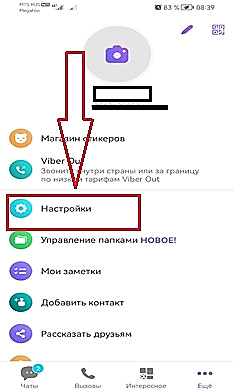 MTS RUS
MegaFon
83 %
08:39
Магазин стикеров
Viber Out
Звоните внутри страны или за границу
по низким тарифам Viber Out
Настройки
Управление папками НОВОЕ!
Мои заметки
Добавить контакт
Рассказать друзьям
2
Чаты
Вызовы
Интересное
Ещё